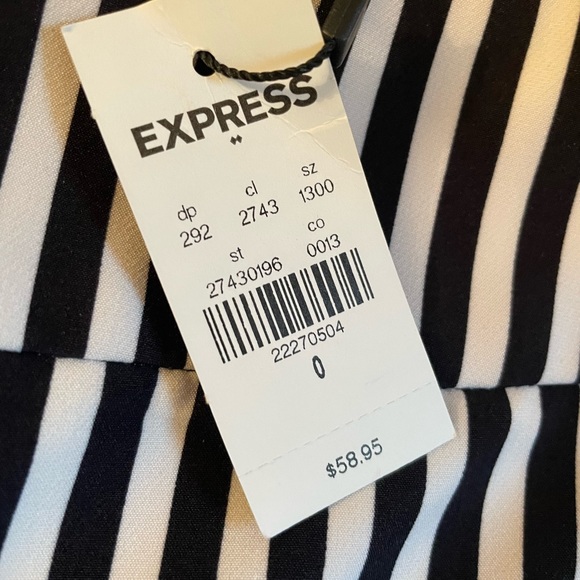 EXPRESS
dp cl sz
292 2743 1300
st co
27430196 0013
22270504
0
$58.95